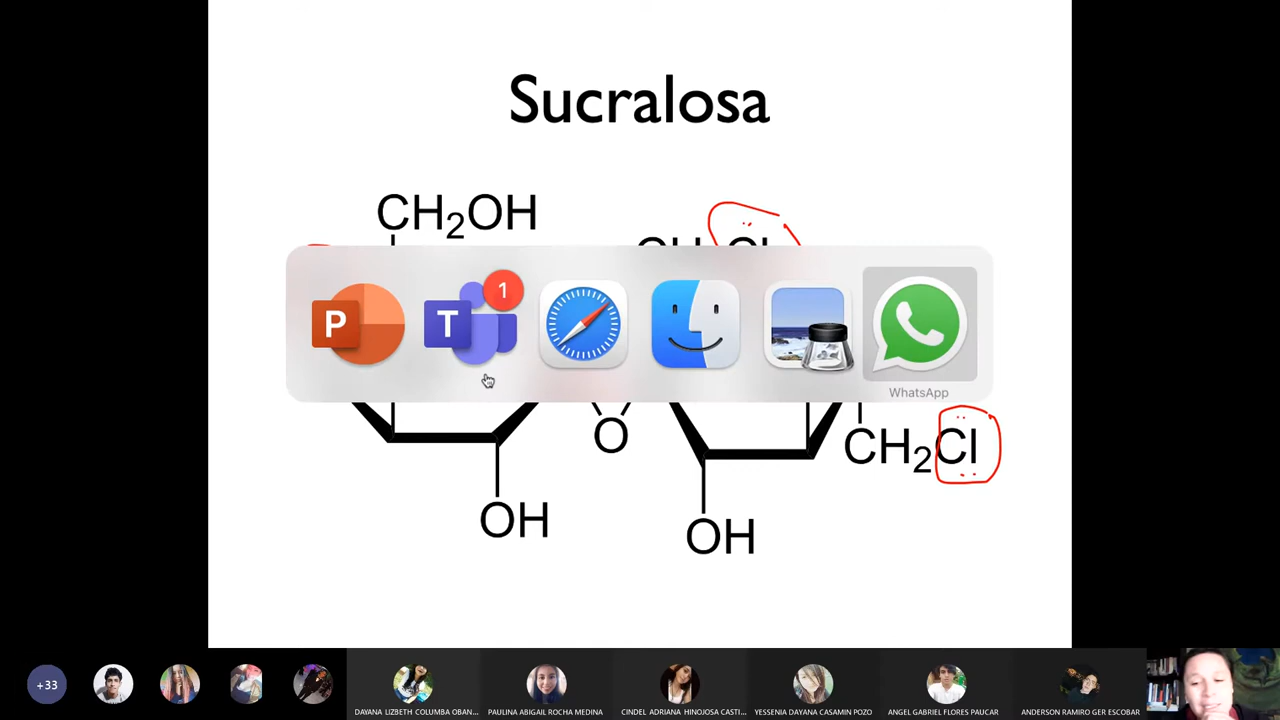 Sucralosa
CH2OH
P
T
1
WhatsApp
CH2Cl
O
OH
OH
+33
DAYANA LIZBETH COLUMBA OBAN...
PAULINA ABIGAIL ROCHA MEDINA
CINDEL ADRIANA HINOJOSA CASTI...
YESSENIA DAYANA CASAMIN POZO
ANGEL GABRIEL FLORES PAUCAR
ANDERSON RAMIRO GER ESCOBAR